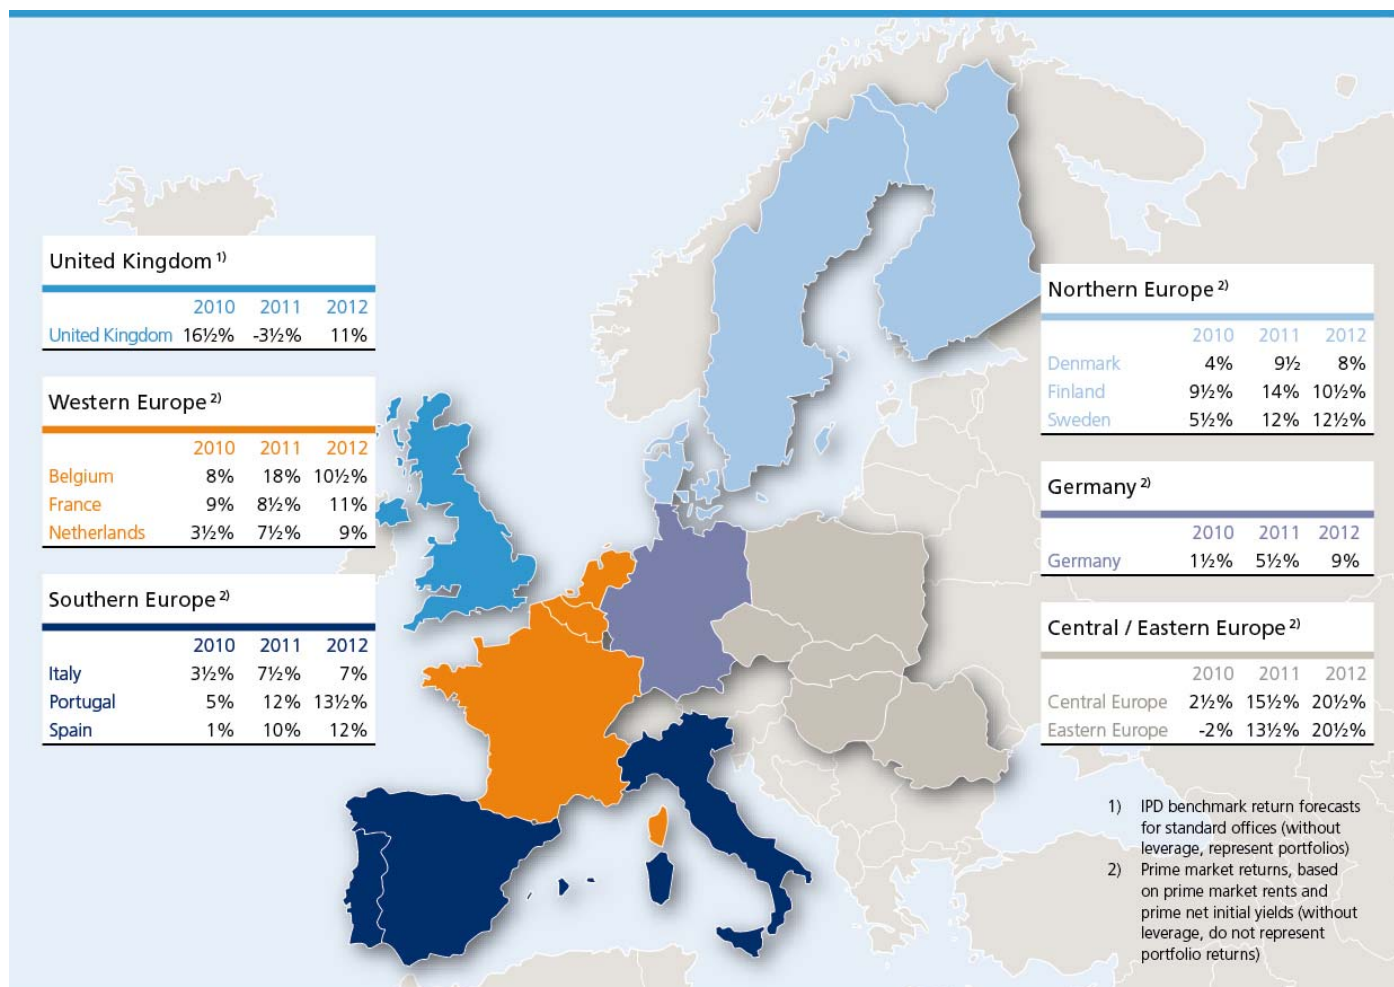 United Kingdom 1)
2010 2011 2012
United Kingdom 16½% -3½% 11%
Western Europe 2)
2010 2011 2012
Belgium 8% 18% 10½%
France 9% 8½% 11%
Netherlands 3½% 7½% 9%
Southern Europe 2)
2010 2011 2012
Italy 3½% 7½% 7%
Portugal 5% 12% 13½%
Spain 1% 10% 12%
Northern Europe 2)
2010 2011 2012
Denmark 4% 9½ 8%
Finland 9½% 14% 10½%
Sweden 5½% 12% 12½%
Germany 2)
2010 2011 2012
Germany 1½% 5½% 9%
Central / Eastern Europe 2)
2010 2011 2012
Central Europe 2½% 15½% 20½%
Eastern Europe -2% 13½% 20½%
1) IPD benchmark return forecasts
for standard offices (without
leverage, represent portfolios)
2) Prime market returns, based
on prime market rents and
prime net initial yields (without
leverage, do not represent
portfolio returns)